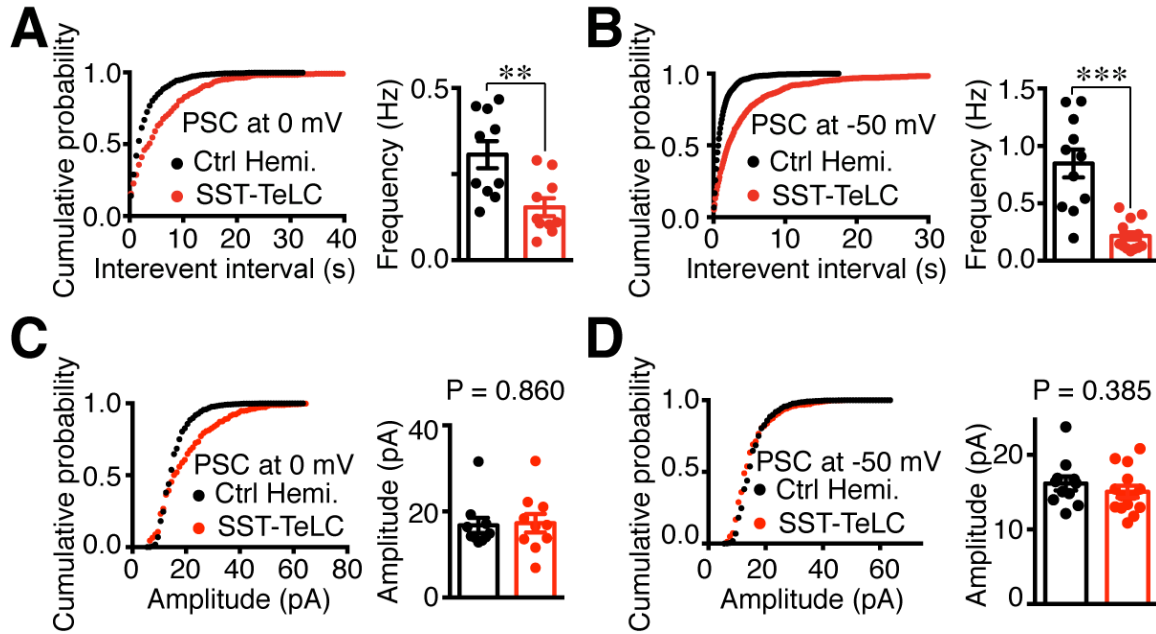 A
Cumulative probability
1.0
0.5
0.0
PSC at 0 mV
Ctrl Hemi.
SST-TeLC
0 10 20 30 40
Interevent interval (s)
Frequency (Hz)
0.5
0.0
**
B
Cumulative probability
1.0
0.5
0.0
PSC at -50 mV
Ctrl Hemi.
SST-TeLC
0 10 20 30
Interevent interval (s)
Frequency (Hz)
1.5
1.0
0.5
0.0
***
C
Cumulative probability
1.0
0.5
0.0
PSC at 0 mV
Ctrl Hemi.
SST-TeLC
0 20 40 60 80
Amplitude (pA)
P = 0.860
Amplitude (pA)
40
20
0
D
Cumulative probability
1.0
0.5
0.0
PSC at -50 mV
Ctrl Hemi.
SST-TeLC
0 20 40 60
Amplitude (pA)
P = 0.385
Amplitude (pA)
20
10
0